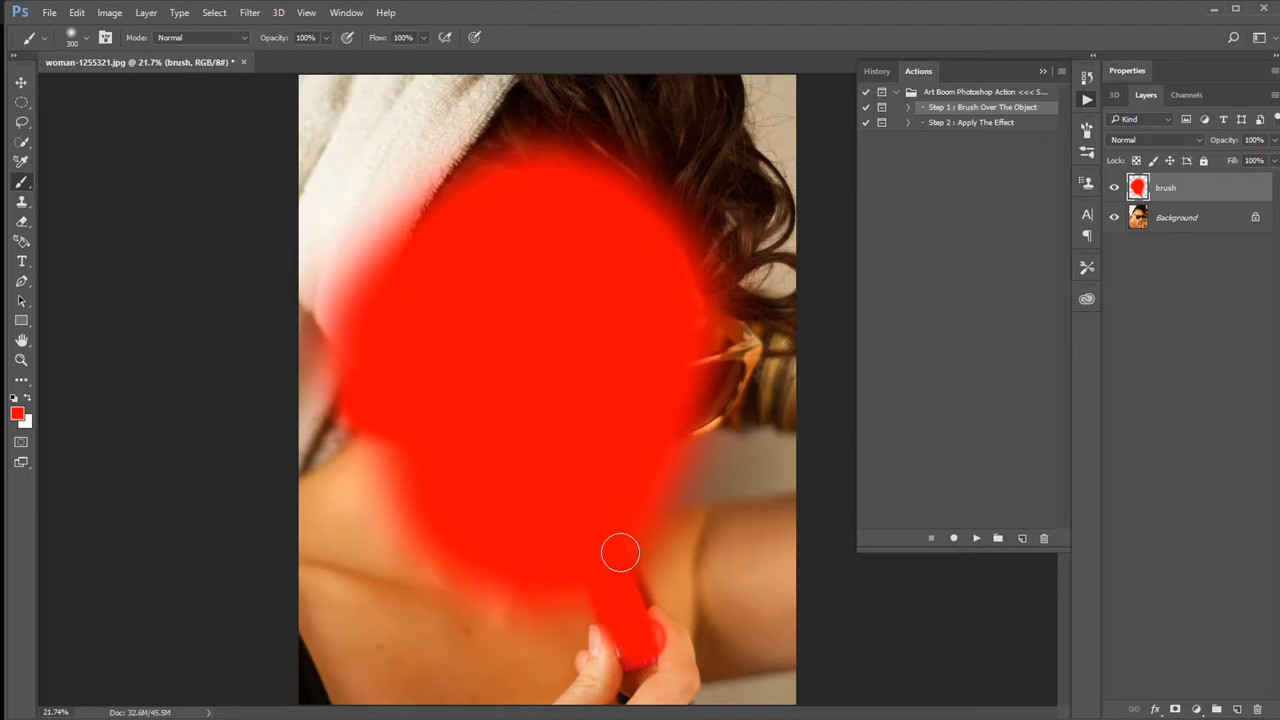 Ps File Edit Image Layer Type Select Filter 3D View Window Help
300 Mode: Normal Opacity: 100% Flow: 100%
woman-1255321.jpg @ 21.7% (brush, RGB/8#) * ×
History Actions
Art Boom Photoshop Action <<< S...
Step 1 : Brush Over The Object
Step 2 : Apply The Effect
Properties
3D Layers Channels
Kind
Normal Opacity: 100%
Lock: Fill: 100%
brush
Background
21.74% Doc: 32.6M/45.5M